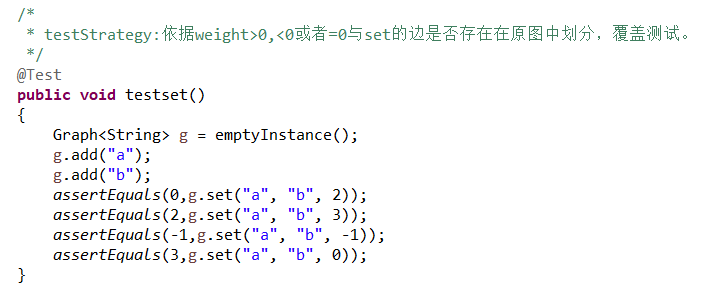 /*
 * testStrategy:依据weight>0,<0或者=0与set的边是否存在在原图中划分，覆盖测试。
 */
@Test
public void testset()
{
    Graph<String> g = emptyInstance();
    g.add("a");
    g.add("b");
    assertEquals(0,g.set("a", "b", 2));
    assertEquals(2,g.set("a", "b", 3));
    assertEquals(-1,g.set("a", "b", -1));
    assertEquals(3,g.set("a", "b", 0));
}